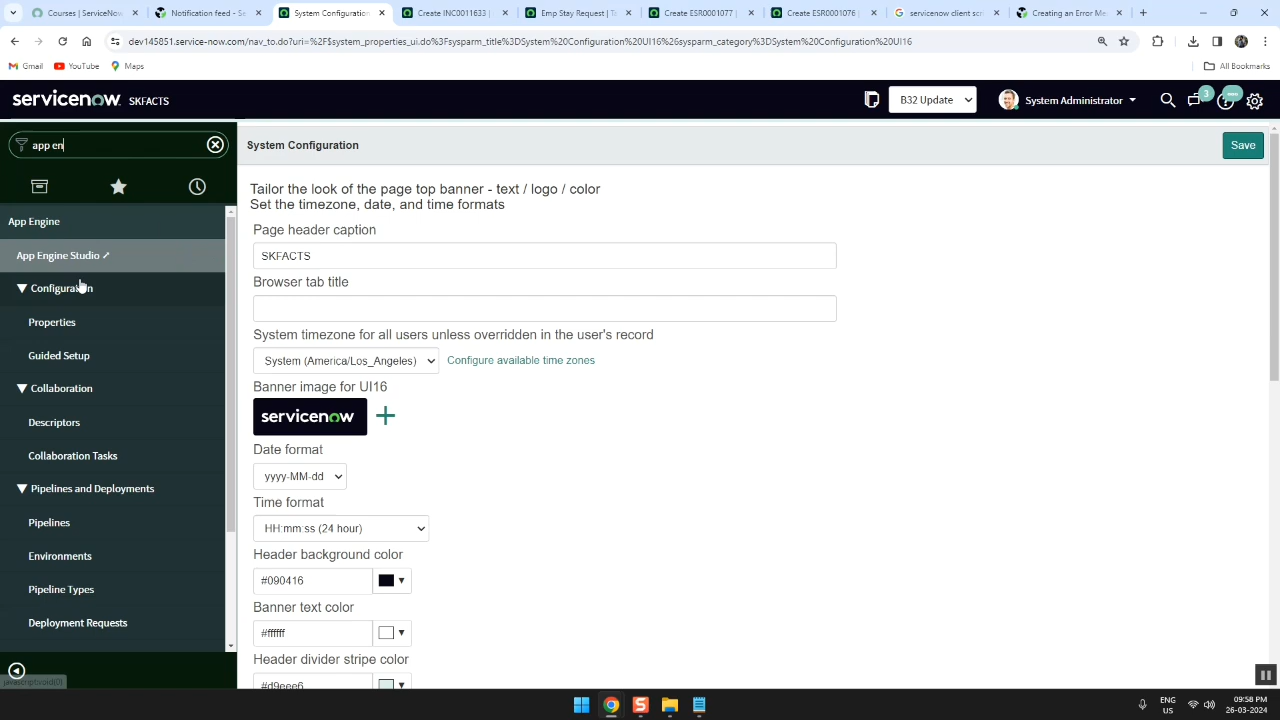 Courses | ServiceNow
Notification feed - Se
System Configuration
Create INC0011633 |
Emp Stay Request | T
Create ESR0001077 |
Create ESR0001076 |
servicenow client scr
Creating an Error Me
dev145851.service-now.com/nav_to.do?uri=%2F$system_properties_ui.do%3Fsysparm_title%3DSystem%20Configuration%20UI16%26sysparm_category%3DSystem%20Configuration%20UI16
Gmail YouTube Maps All Bookmarks
servicenow. SKFACTS
B32 Update
System Administrator
3
app en
System Configuration
Save
App Engine
App Engine Studio
Configuration
Properties
Guided Setup
Collaboration
Descriptors
Collaboration Tasks
Pipelines and Deployments
Pipelines
Environments
Pipeline Types
Deployment Requests
javascript:void(0)
Tailor the look of the page top banner - text / logo / color
Set the timezone, date, and time formats
Page header caption
SKFACTS
Browser tab title
System timezone for all users unless overridden in the user's record
System (America/Los_Angeles)
Configure available time zones
Banner image for UI16
servicenow
Date format
yyyy-MM-dd
Time format
HH:mm:ss (24 hour)
Header background color
#090416
Banner text color
#ffffff
Header divider stripe color
#d9eee6
ENG
US
09:58 PM
26-03-2024